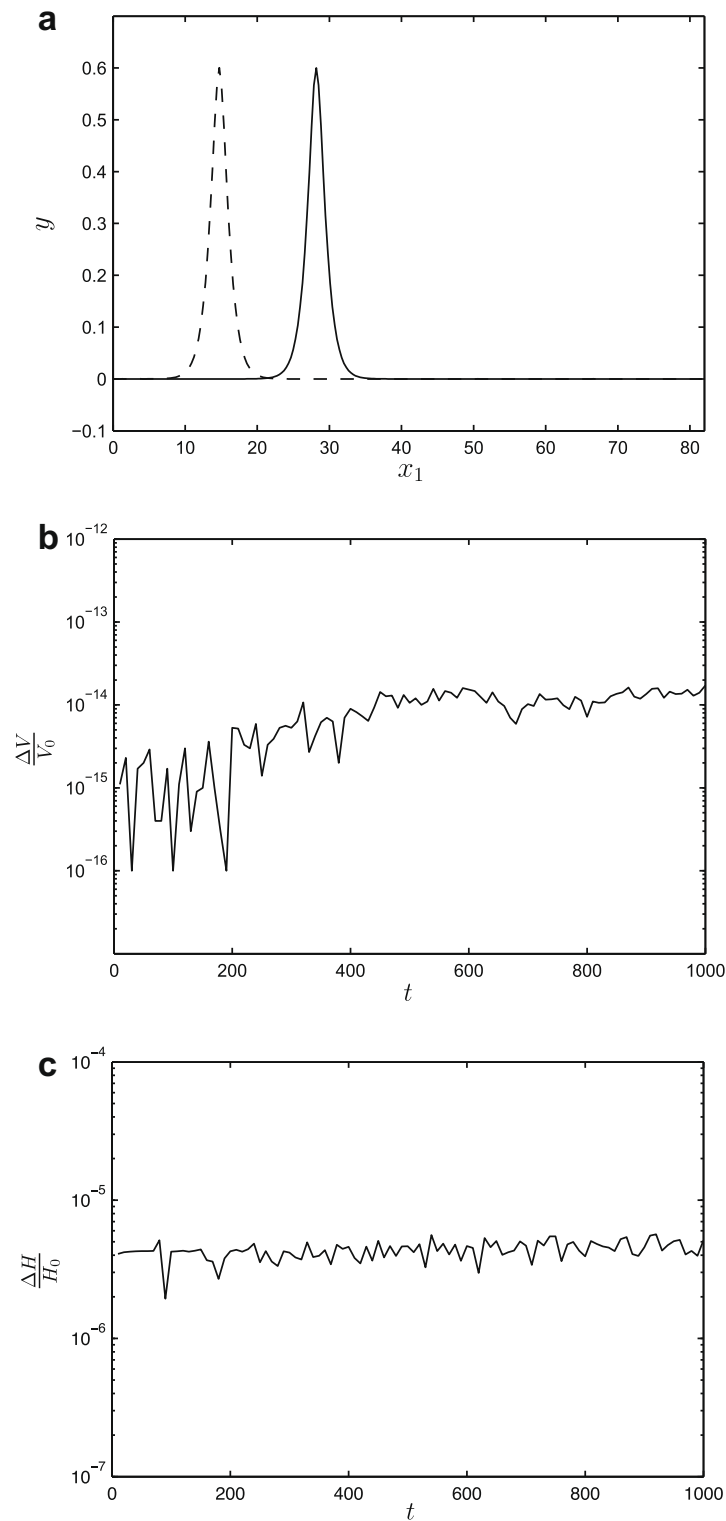 a
0.6
0.5
0.4
y
0.3
0.2
0.1
0
−0.1
0 10 20 30 40 50 60 70 80
x₁
b
10⁻¹²
10⁻¹³
10⁻¹⁴
ΔV
V₀
10⁻¹⁵
10⁻¹⁶
0 200 400 600 800 1000
t
c
10⁻⁴
10⁻⁵
ΔH
H₀
10⁻⁶
10⁻⁷
0 200 400 600 800 1000
t